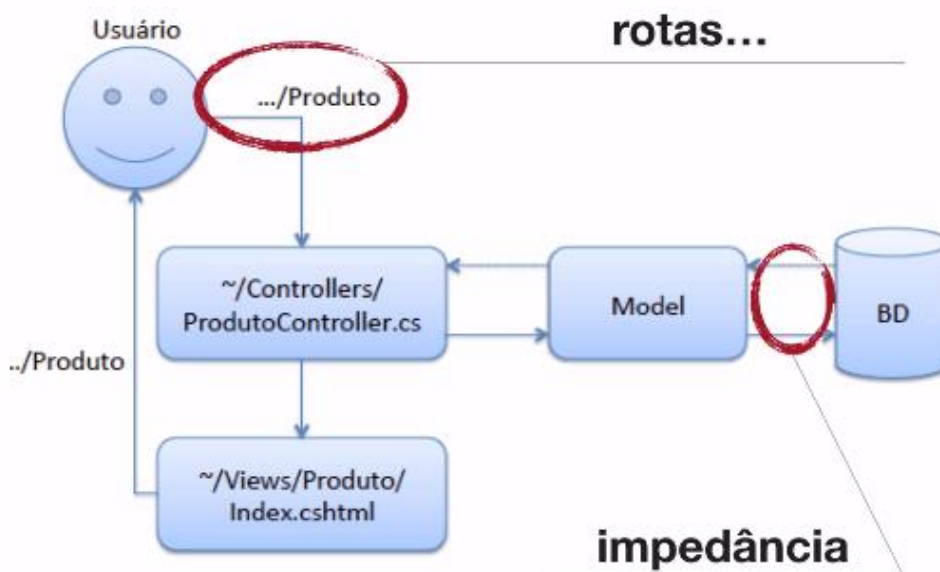 Usuário
rotas...
.../Produto
~/Controllers/
ProdutoController.cs
Model
BD
../Produto
~/Views/Produto/
Index.cshtml
impedância